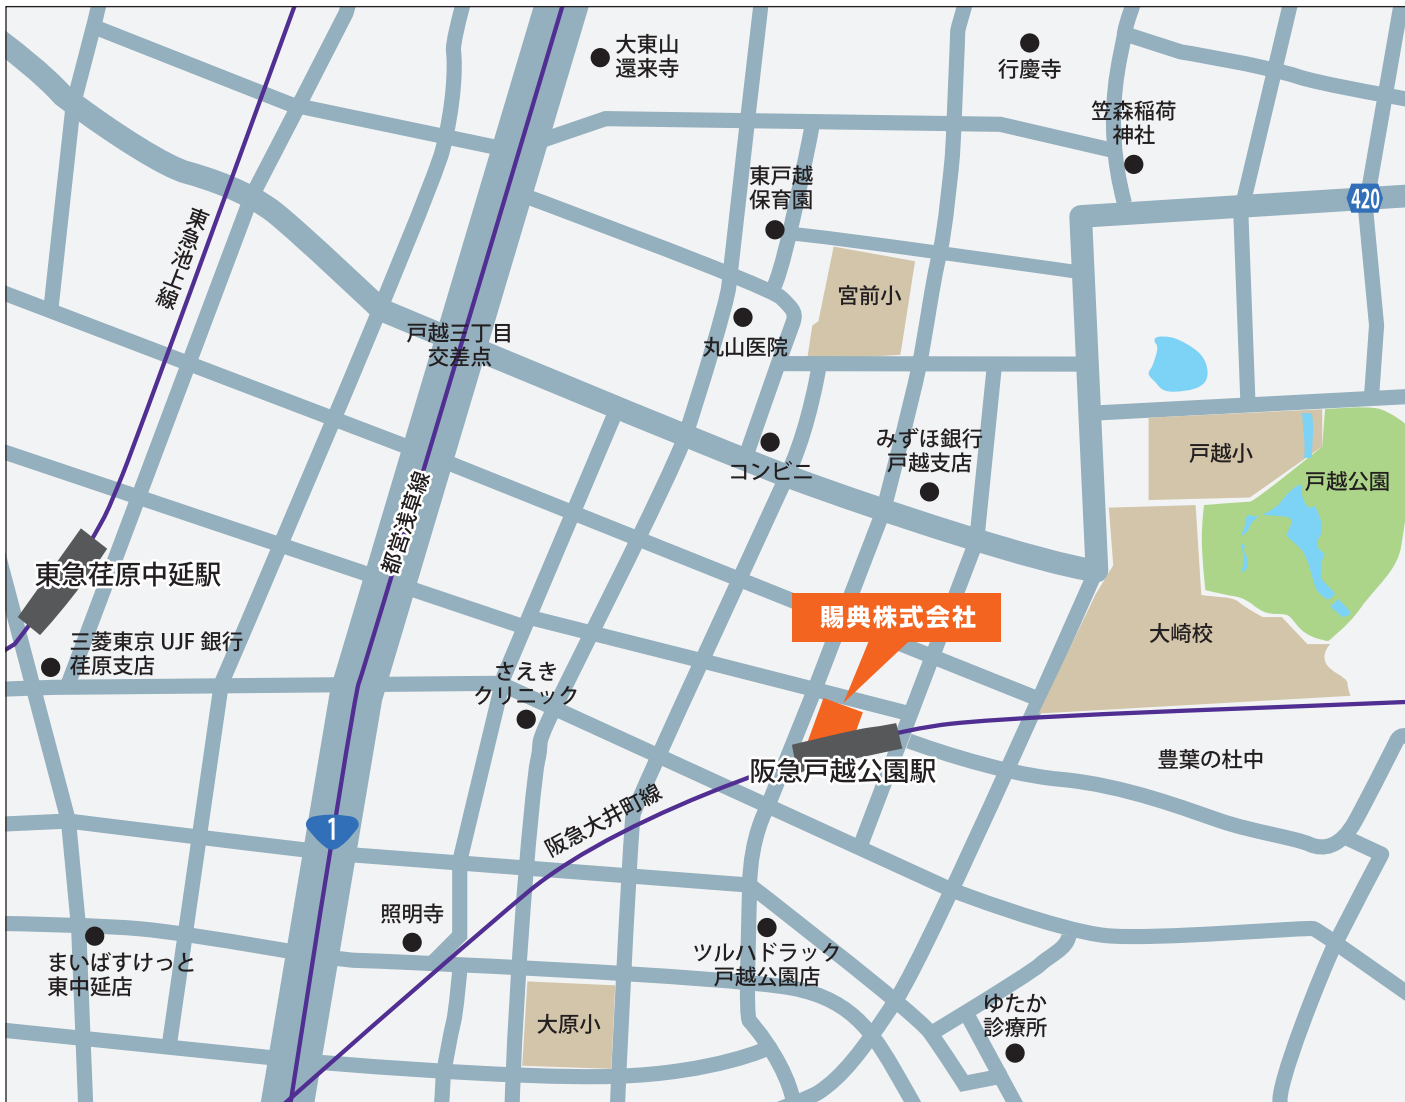 大東山
還来寺
行慶寺
笠森稲荷
神社
東戸越
保育園
420
東急池上線
宮前小
戸越三丁目
交差点
丸山医院
みずほ銀行
戸越支店
コンビニ
戸越小
戸越公園
都営浅草線
東急荏原中延駅
賜典株式会社
大崎校
三菱東京 UJF 銀行
荏原支店
さえき
クリニック
阪急戸越公園駅
豊葉の杜中
阪急大井町線
1
照明寺
まいばすけっと
東中延店
ツルハドラック
戸越公園店
大原小
ゆたか
診療所